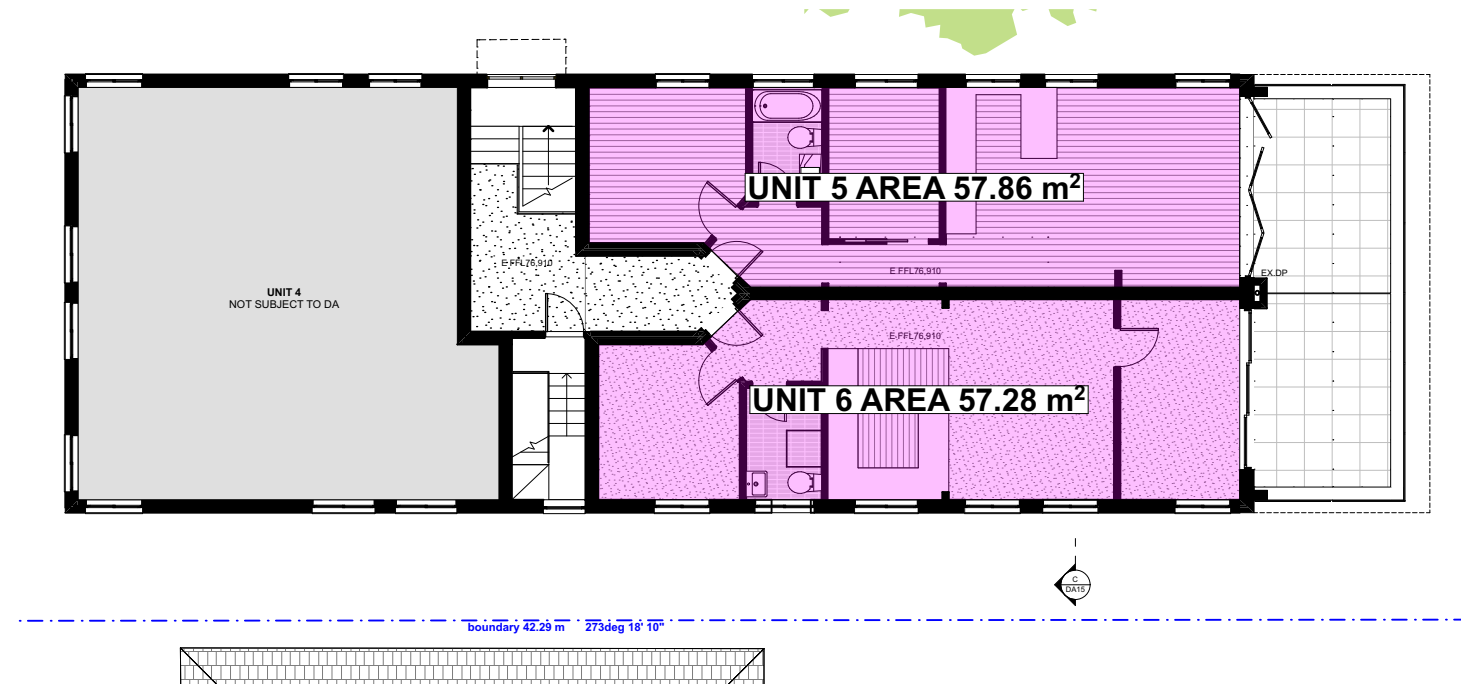 UNIT 5 AREA 57.86 m²
E FFL76,910
E FFL76,910
EX.DP
UNIT 4
NOT SUBJECT TO DA
E-FFL76,910
UNIT 6 AREA 57.28 m²
C
DA15
boundary 42.29 m 273deg 18' 10"